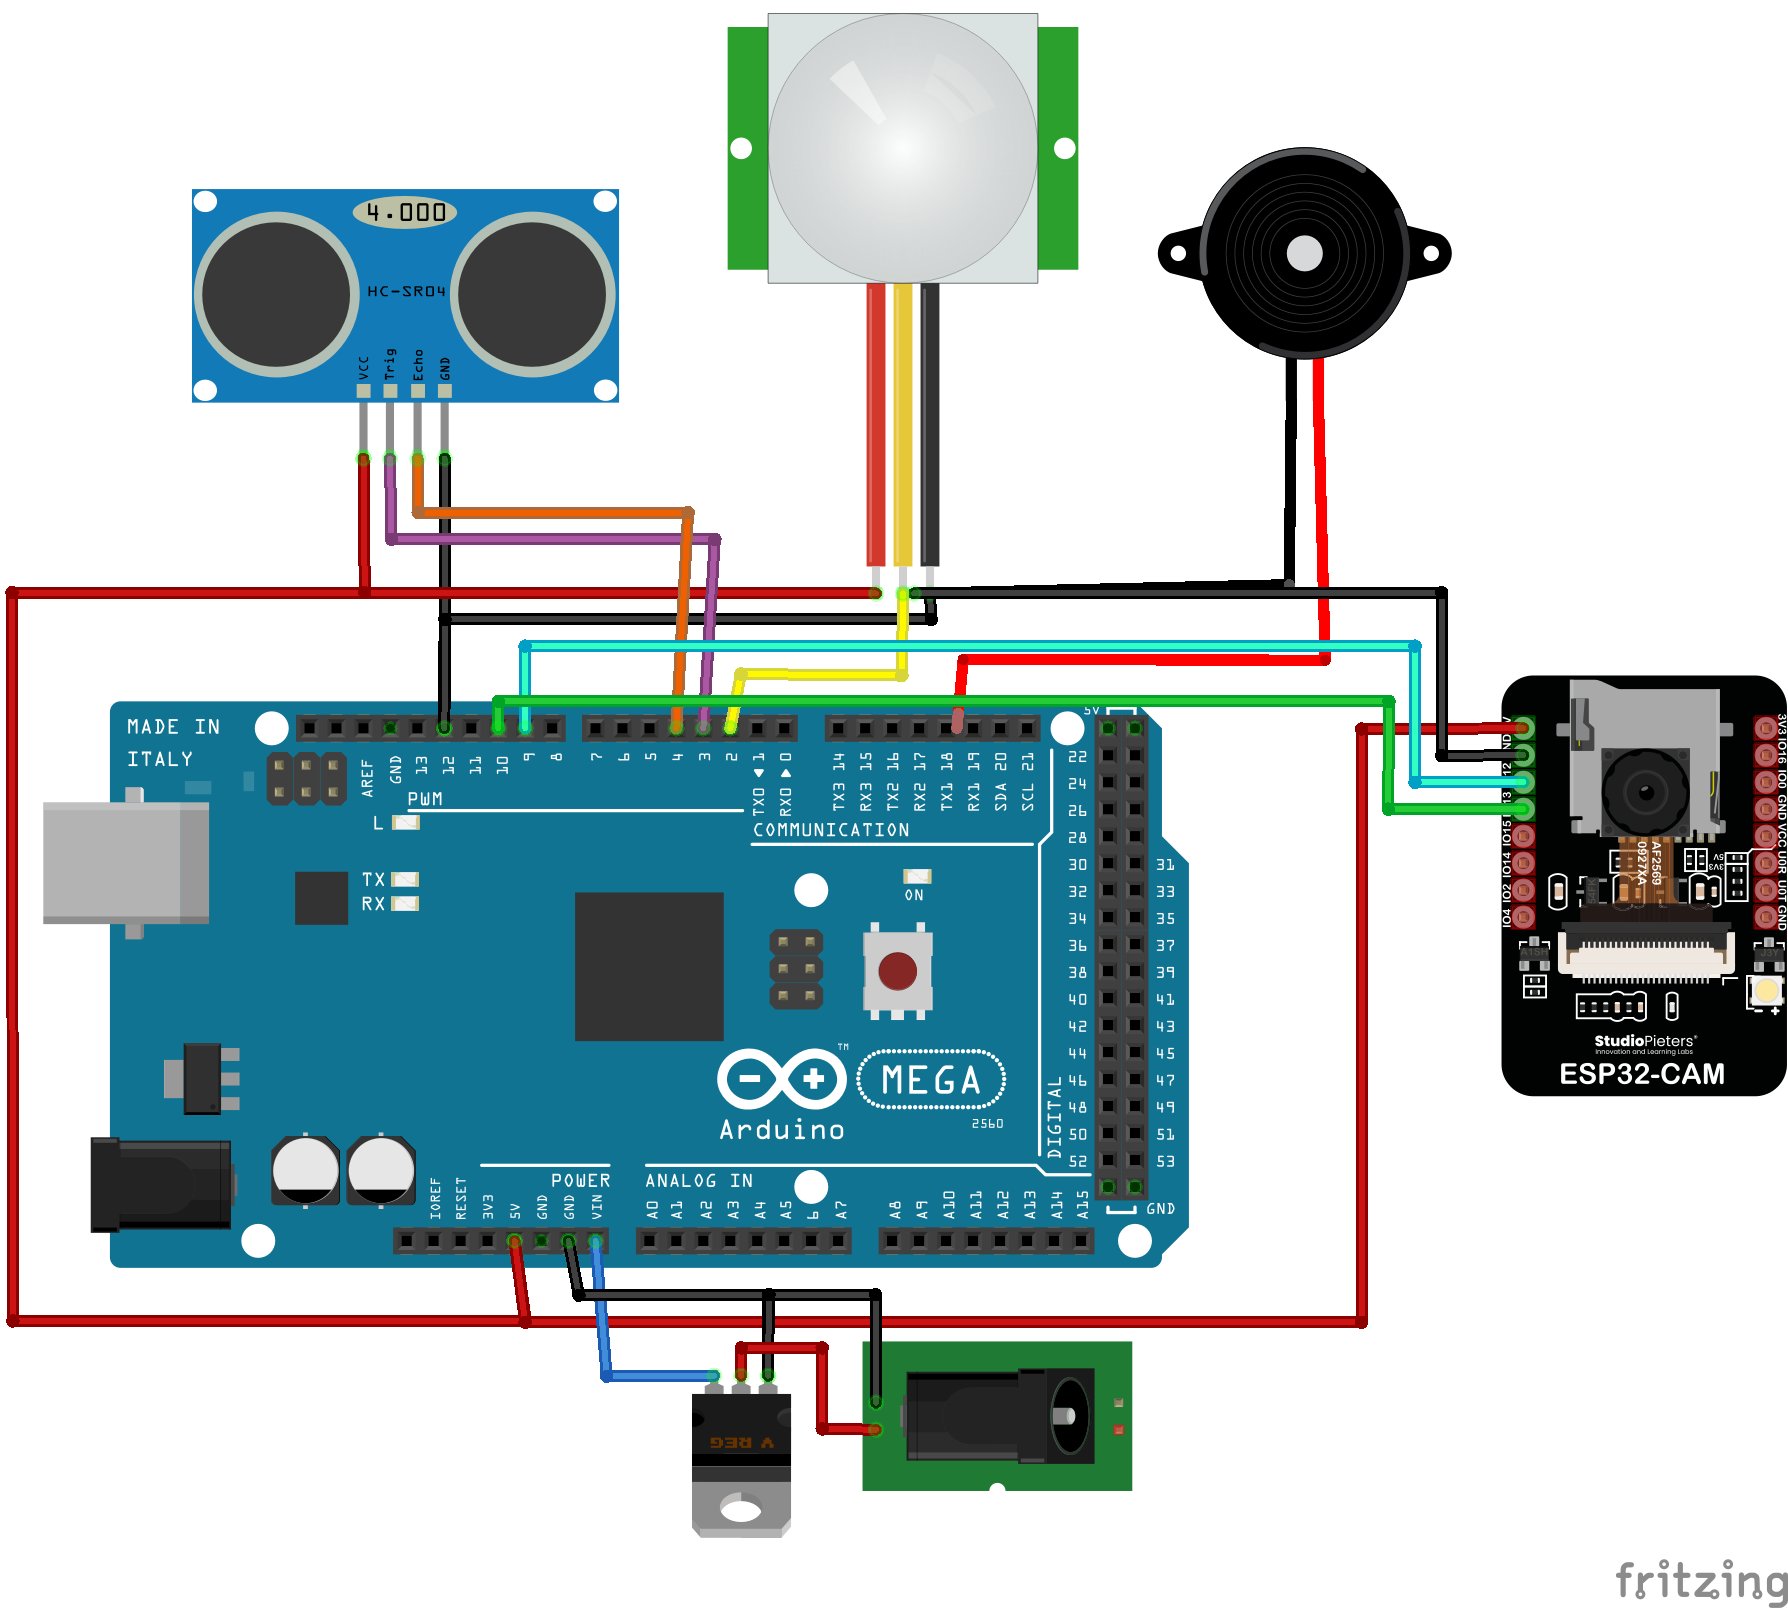 4.000
HC-SR04
VCC
Trig
Echo
GND
MADE IN
ITALY
AREF
GND
13
12
11
10
9
8
7
6
5
4
3
2
TX0 1
RX0 0
TX3 14
RX3 15
TX2 16
RX2 17
TX1 18
RX1 19
SDA 20
SCL 21
5V
PWM
L
COMMUNICATION
TX
RX
ON
22
24
26
28
30 31
32 33
34 35
36 37
38 39
40 41
42 43
44 45
46 47
48 49
50 51
52 53
GND
DIGITAL
TM
MEGA
Arduino
2560
POWER
ANALOG IN
IOREF
RESET
3V3
5V
GND
GND
VIN
A0
A1
A2
A3
A4
A5
6
A7
A8
A9
A10
A11
A12
A13
A14
A15
V REG
IO15
IO14
IO2
IO4
3V3
IO16
IO0
GND
VCC
U0R
U0T
GND
AF2569
0927XA
3V3
5V
StudioPieters®
Innovation and Learning Labs
ESP32-CAM
fritzing